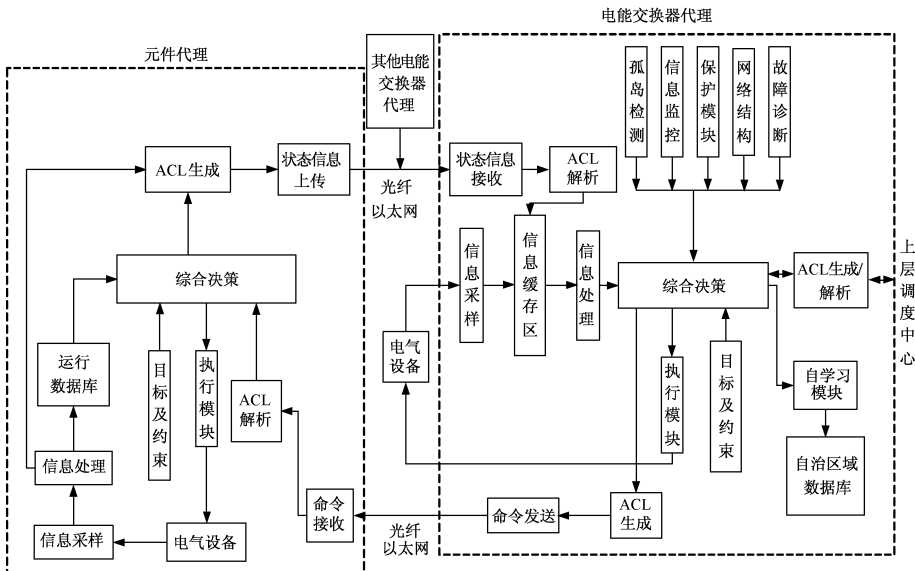 电能交换器代理
元件代理
其他电能
交换器
代理
孤岛检测
信息监控
保护模块
网络结构
故障诊断
ACL生成
状态信息
上传
光纤
以太网
状态信息
接收
ACL
解析
综合决策
信息采样
信息缓存区
信息处理
综合决策
ACL生成/
解析
上层调度中心
运行
数据库
目标及约束
执行模块
ACL
解析
电气
设备
执行模块
目标及约束
自学习
模块
信息处理
自治区域
数据库
信息采样
电气设备
命令
接收
光纤
以太网
命令发送
ACL
生成